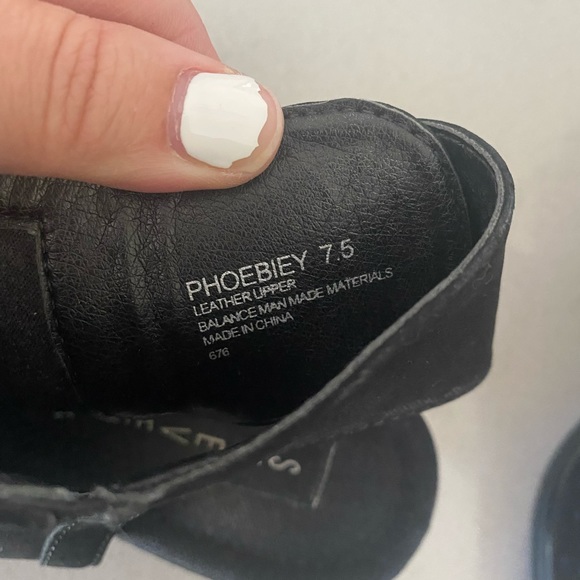 PHOEBIEY 7.5
LEATHER UPPER
BALANCE MAN MADE MATERIALS
MADE IN CHINA
676